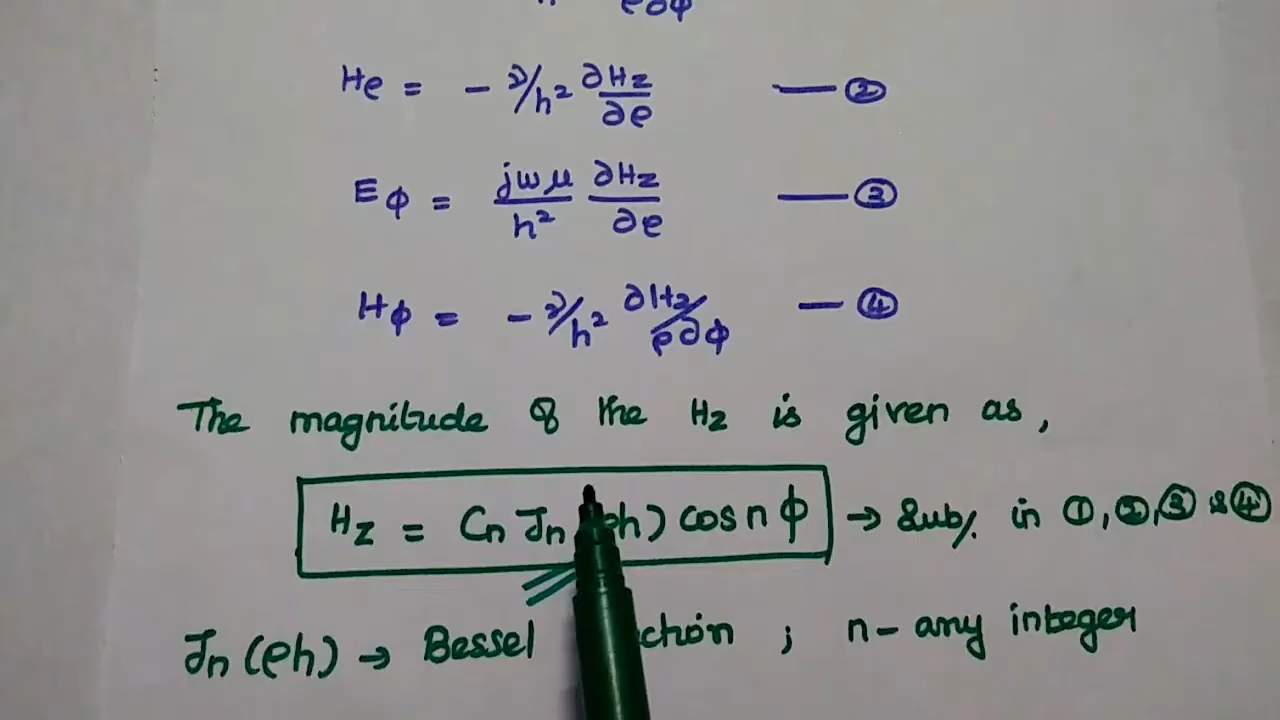 ρ∂φ
Hρ = - γ/h² ∂Hz/∂ρ — ②
Eφ = jωμ/h² ∂Hz/∂ρ — ③
Hφ = - γ/h² ∂Hz/ρ∂φ — ④
The magnitude of the Hz is given as,
Hz = Cn Jn (ρh) cos n φ → Sub/. in ①, ②, ③ & ④
Jn (ρh) → Bessel ; n - any integer